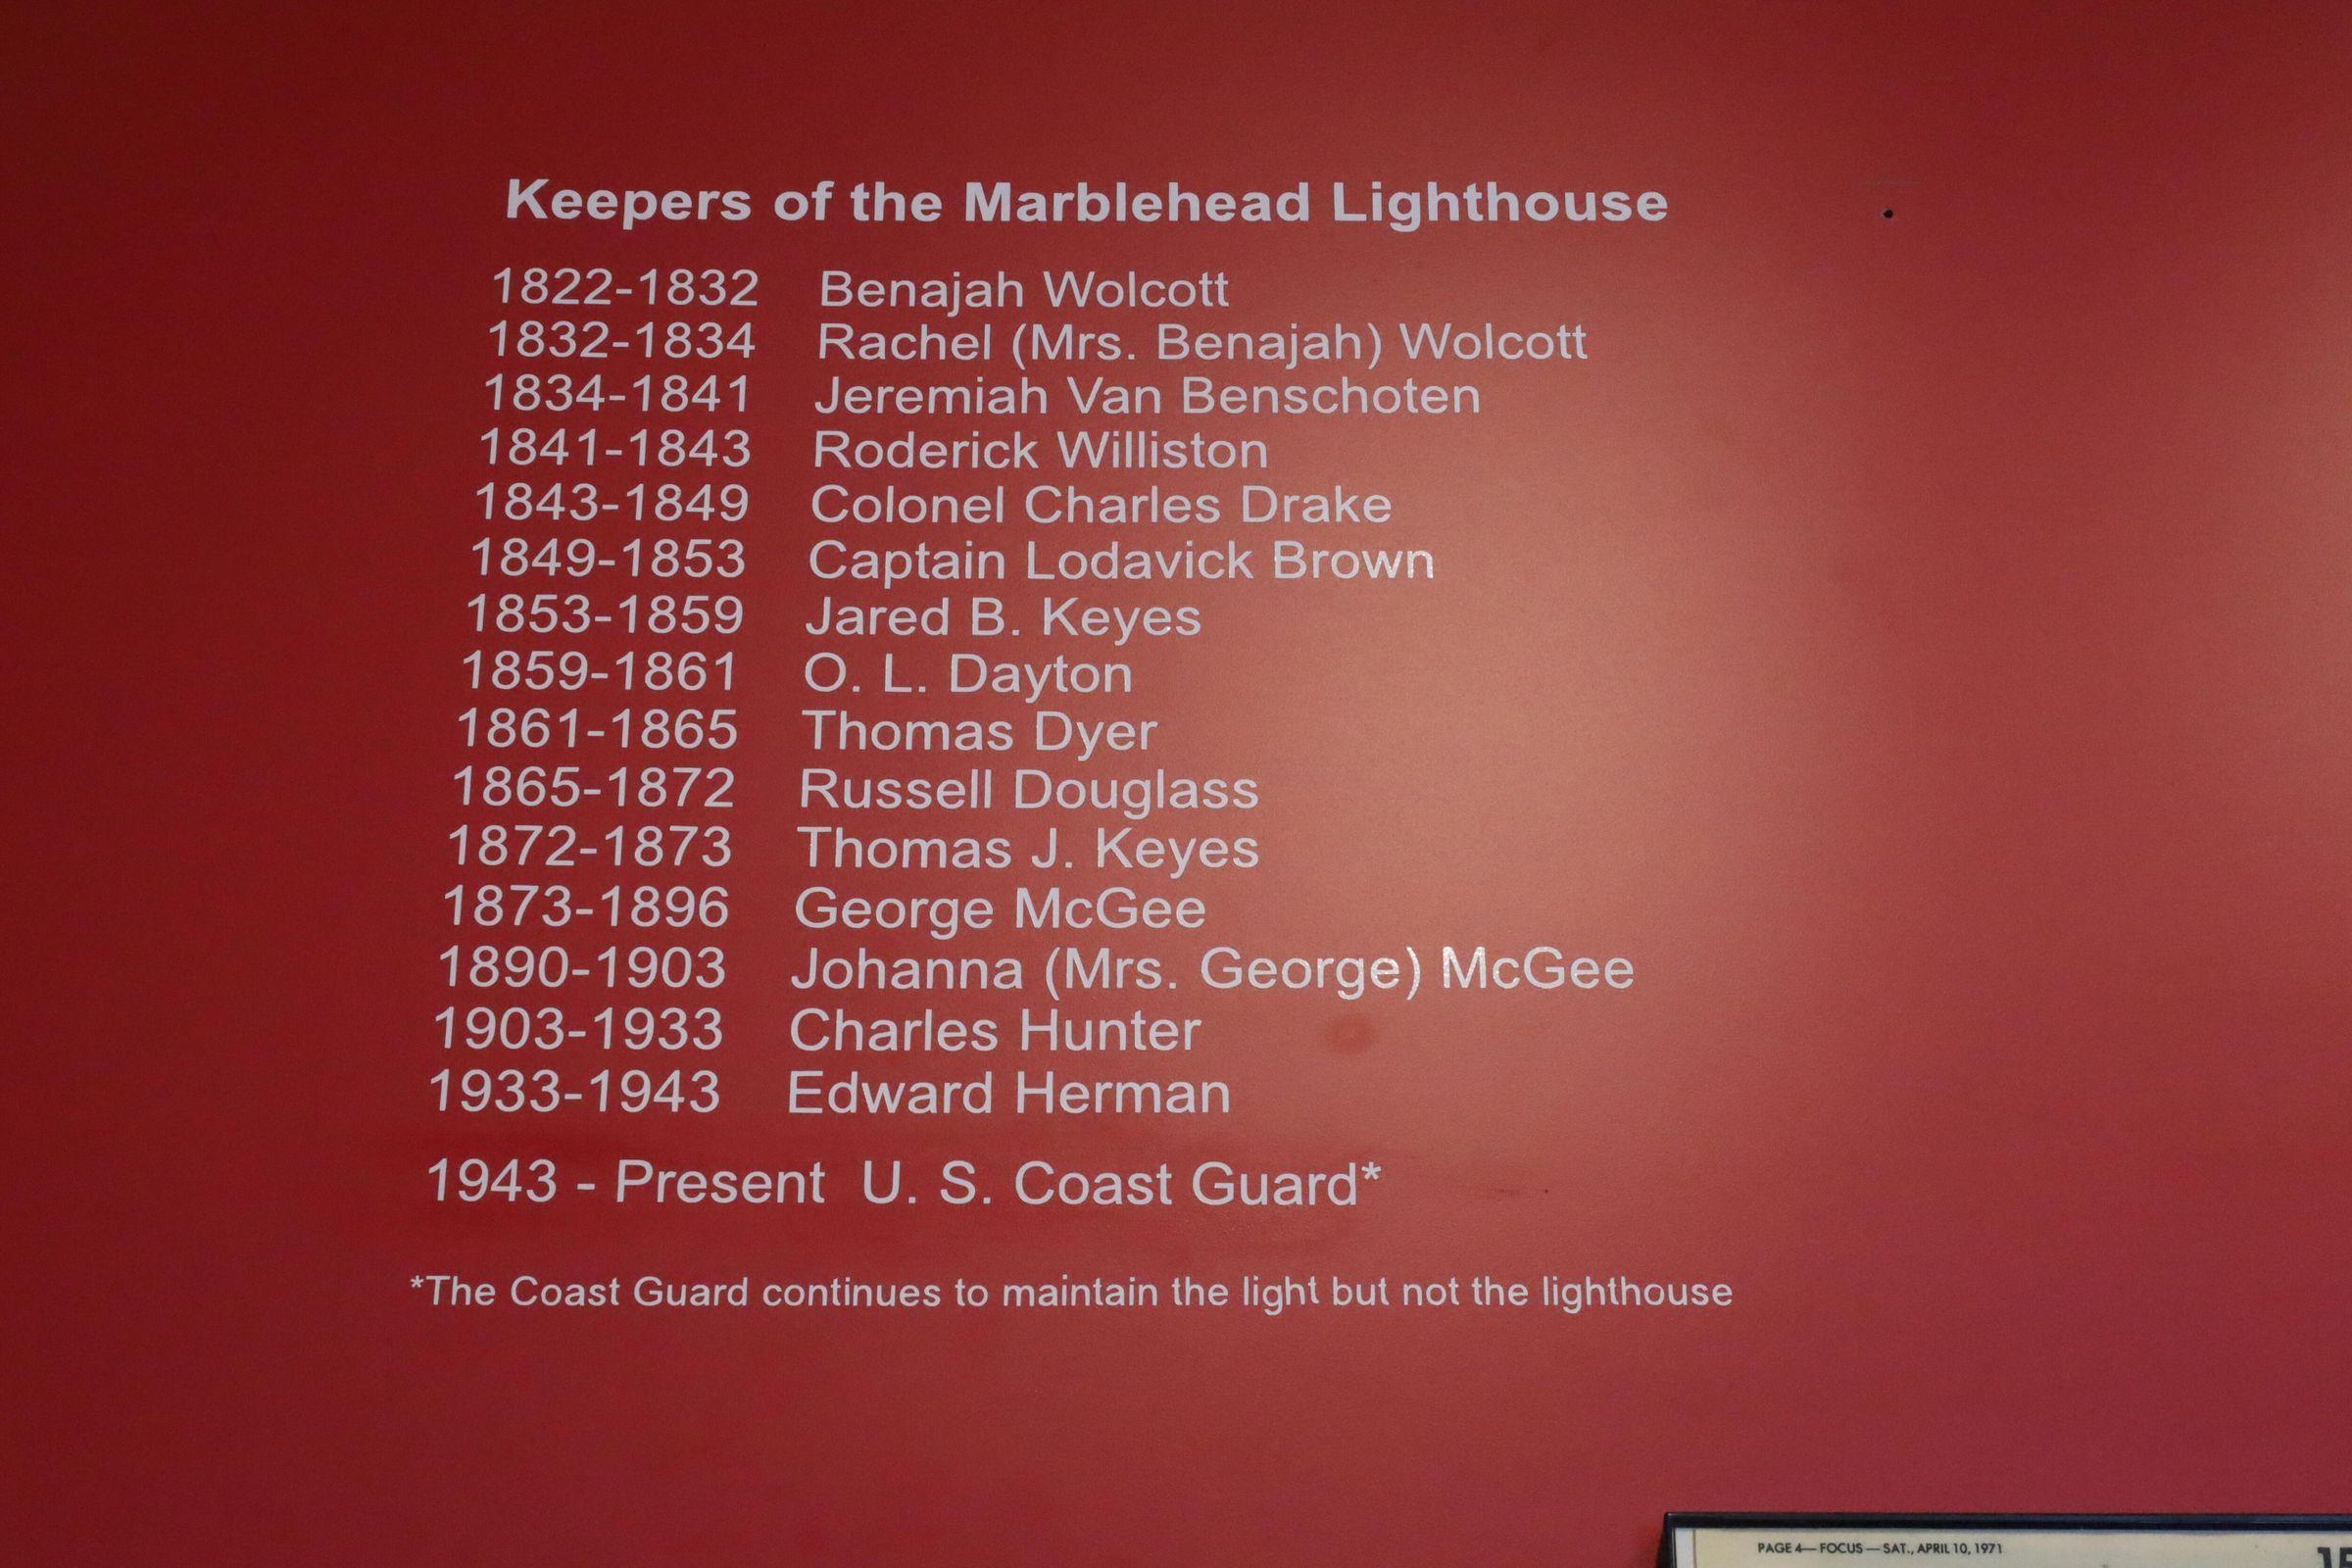 Keepers of the Marblehead Lighthouse
1822-1832 Benajah Wolcott
1832-1834 Rachel (Mrs. Benajah) Wolcott
1834-1841 Jeremiah Van Benschoten
1841-1843 Roderick Williston
1843-1849 Colonel Charles Drake
1849-1853 Captain Lodavick Brown
1853-1859 Jared B. Keyes
1859-1861 O. L. Dayton
1861-1865 Thomas Dyer
1865-1872 Russell Douglass
1872-1873 Thomas J. Keyes
1873-1896 George McGee
1890-1903 Johanna (Mrs. George) McGee
1903-1933 Charles Hunter
1933-1943 Edward Herman
1943 - Present U. S. Coast Guard*
*The Coast Guard continues to maintain the light but not the lighthouse
PAGE 4— FOCUS — SAT., APRIL 10, 1971